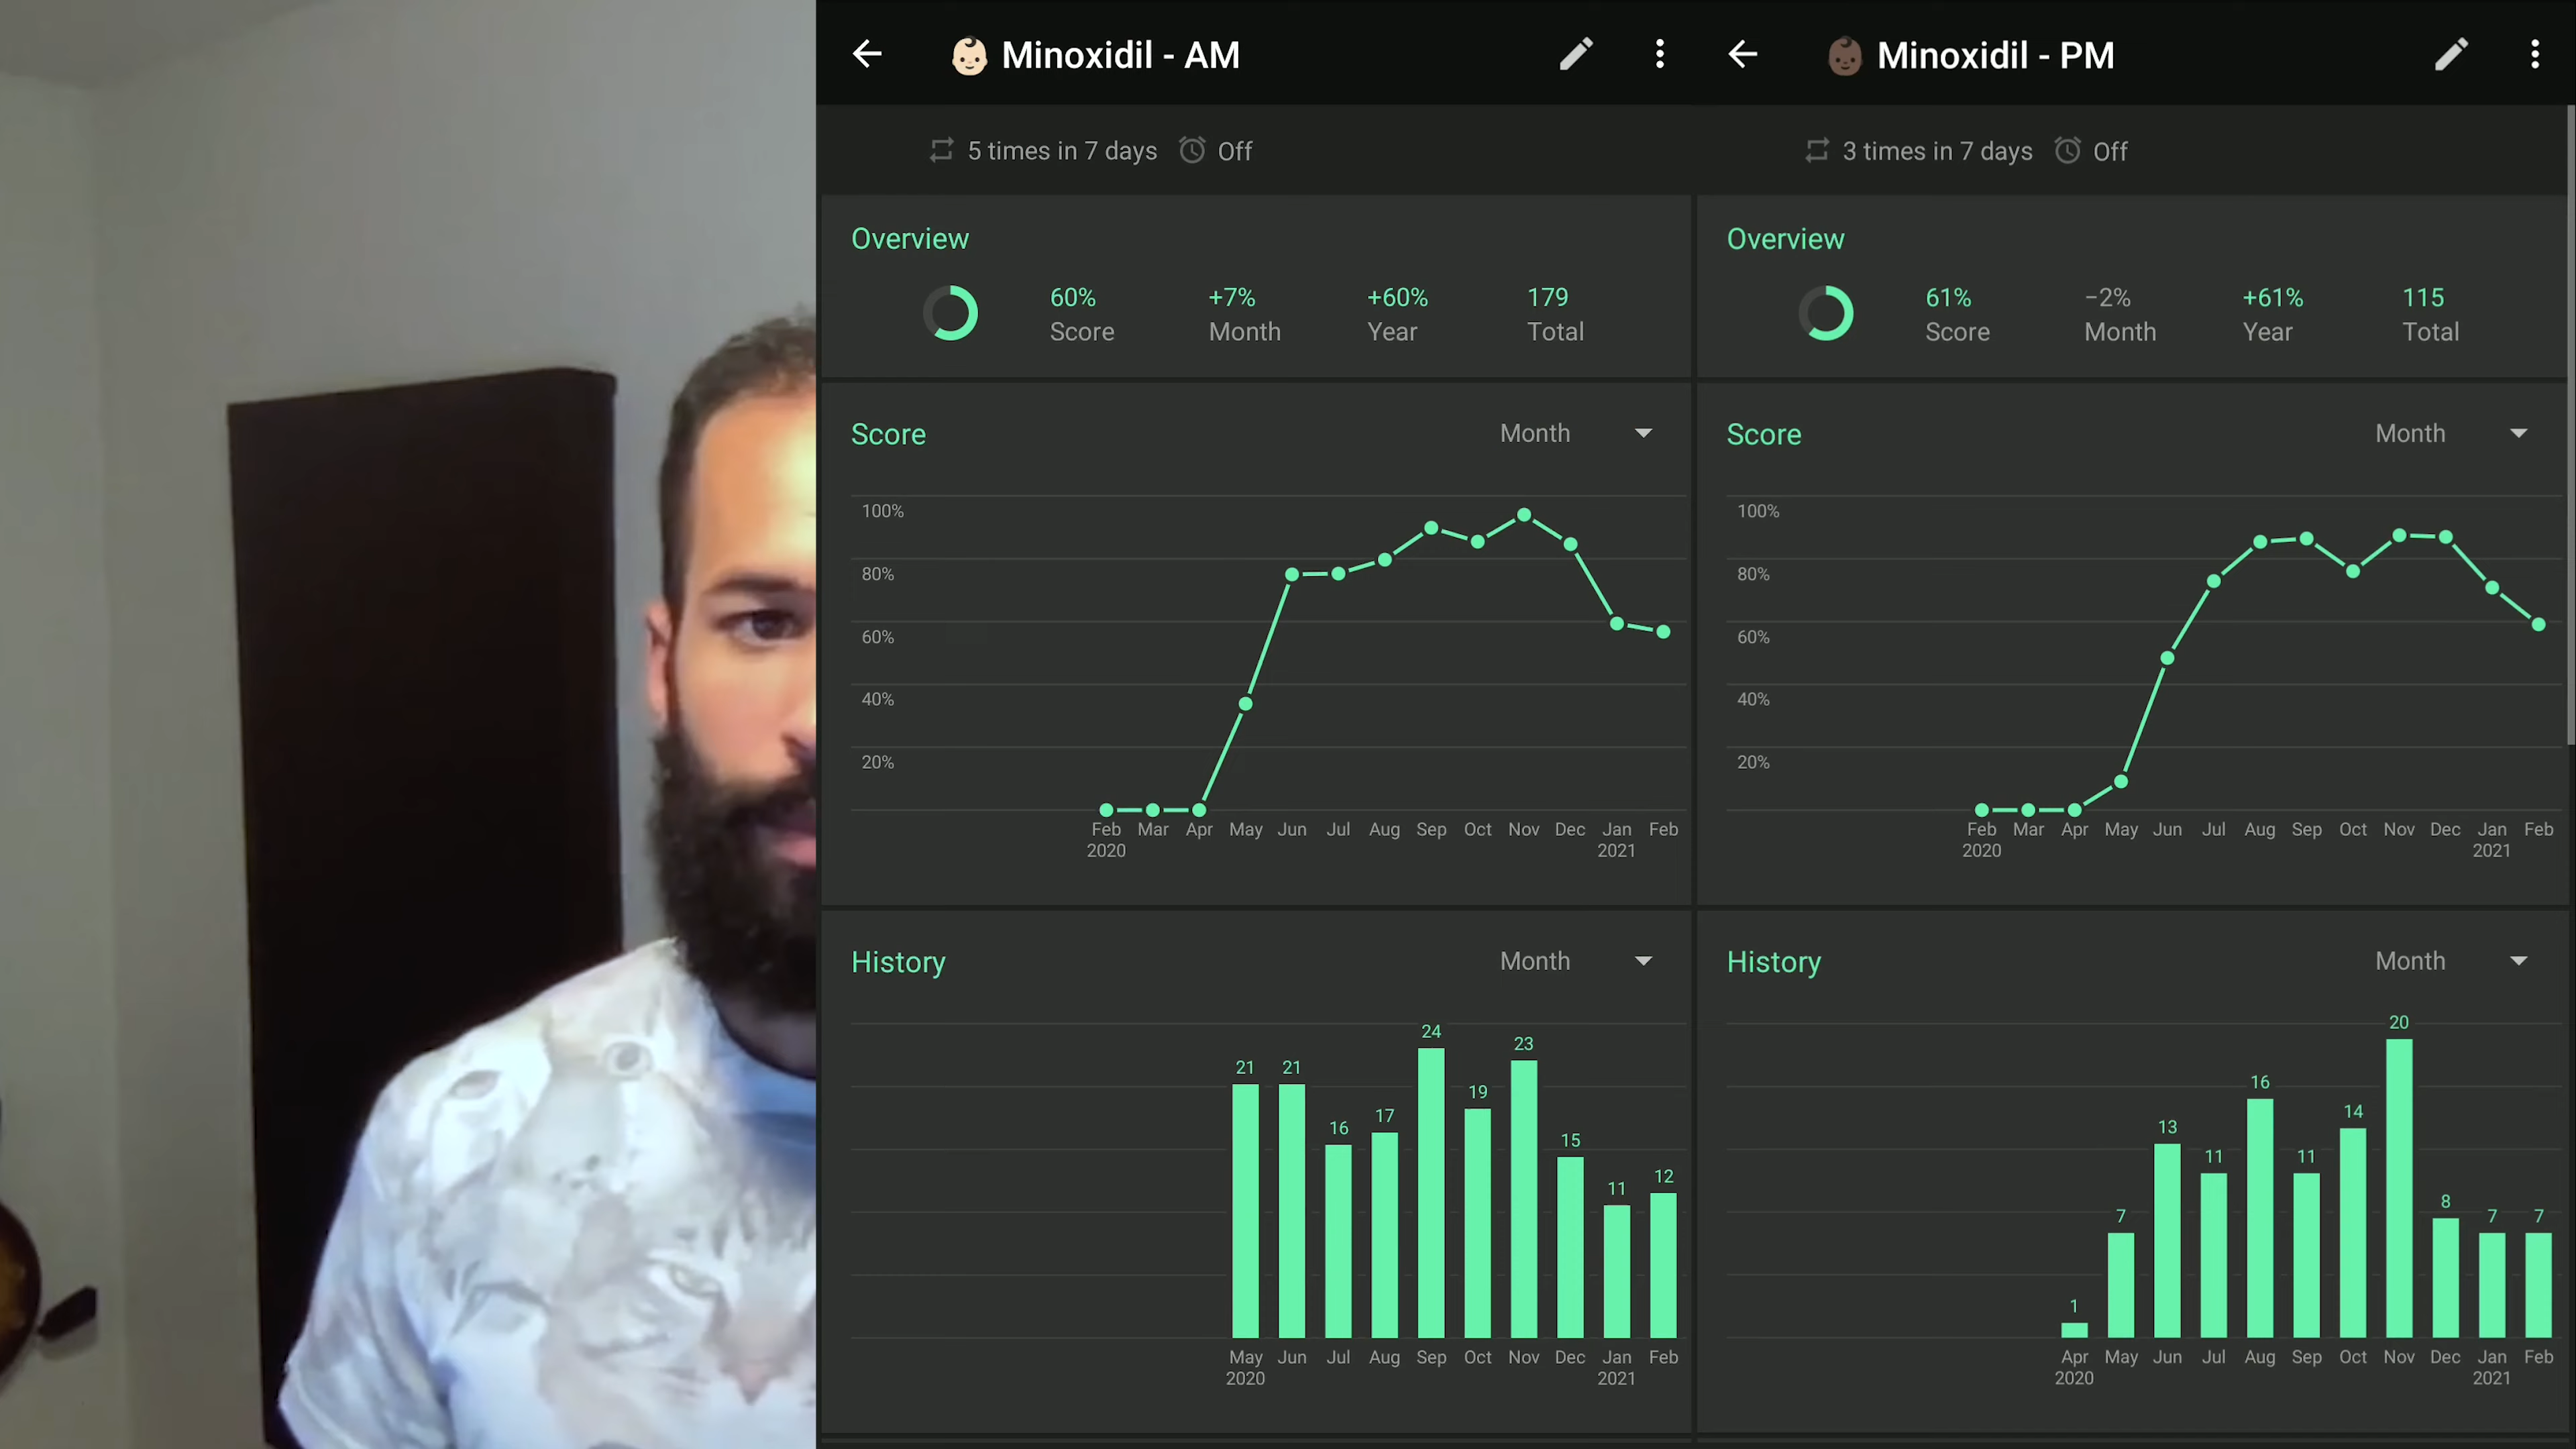 Minoxidil - AM
5 times in 7 days Off
Overview
60% +7% +60% 179
Score Month Year Total
Score Month
100%
80%
60%
40%
20%
Feb Mar Apr May Jun Jul Aug Sep Oct Nov Dec Jan Feb
2020 2021
History Month
21 21 16 17 24 19 23 15 11 12
May Jun Jul Aug Sep Oct Nov Dec Jan Feb
2020 2021
Minoxidil - PM
3 times in 7 days Off
Overview
61% −2% +61% 115
Score Month Year Total
Score Month
100%
80%
60%
40%
20%
Feb Mar Apr May Jun Jul Aug Sep Oct Nov Dec Jan Feb
2020 2021
History Month
1 7 13 11 16 11 14 20 8 7 7
Apr May Jun Jul Aug Sep Oct Nov Dec Jan Feb
2020 2021